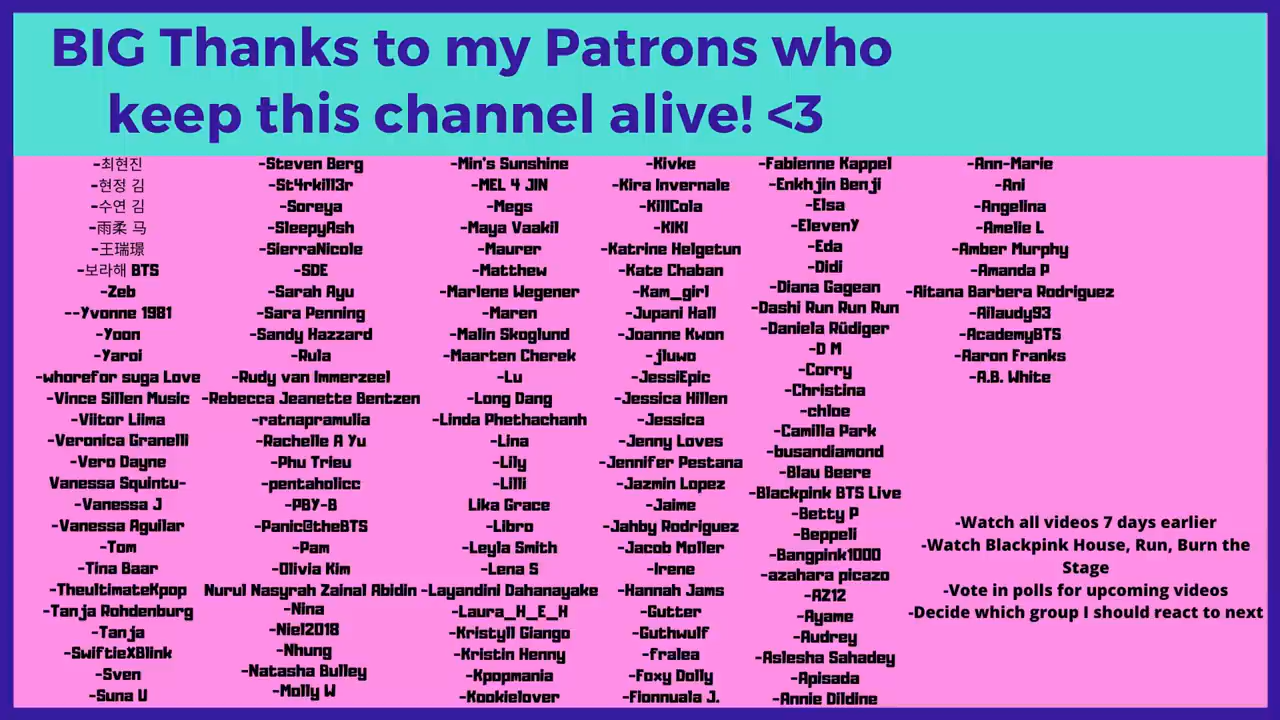 BIG Thanks to my Patrons who
keep this channel alive! <3
-최현진
-현정 김
-수연 김
-雨柔 马
-王瑞璟
-보라해 BTS
-Zeb
--Yvonne 1981
-Yoon
-Yaroi
-whorefor suga Love
-Vince Sillen Music
-Viitor Liima
-Veronica Granelli
-Vero Dayne
Vanessa Squintu-
-Vanessa J
-Vanessa Aguilar
-Tom
-Tina Baar
-TheultimateKpop
-Tanja Rohdenburg
-Tanja
-SwiftieXBlink
-Sven
-Suna U
-Steven Berg
-St4rkill3r
-Soreya
-SleepyAsh
-SierraNicole
-SDE
-Sarah Ayu
-Sara Penning
-Sandy Hazzard
-Rula
-Rudy van Immerzeel
-Rebecca Jeanette Bentzen
-ratnapramulia
-Rachelle A Yu
-Phu Trieu
-pentaholicc
-PBY-B
-Panic@theBTS
-Pam
-Olivia Kim
Nurul Nasyrah Zainal Abidin
-Nina
-Niel2018
-Nhung
-Natasha Bulley
-Molly W
-Min's Sunshine
-MEL 4 JIN
-Megs
-Maya Vaakil
-Maurer
-Matthew
-Marlene Wegener
-Maren
-Malin Skoglund
-Maarten Cherek
-Lu
-Long Dang
-Linda Phethachanh
-Lina
-Lily
-Lilli
Lika Grace
-Libro
-Leyla Smith
-Lena S
-Layandini Dahanayake
-Laura_H_E_H
-Kristyll Giango
-Kristin Henny
-Kpopmania
-Kookielover
-Kivke
-Kira Invernale
-KillCola
-KIKI
-Katrine Helgetun
-Kate Chaban
-Kam_girl
-Jupani Hall
-Joanne Kwon
-jluwo
-JessiEpic
-Jessica Hillen
-Jessica
-Jenny Loves
-Jennifer Pestana
-Jazmin Lopez
-Jaime
-Jahby Rodriguez
-Jacob Møller
-Irene
-Hannah Jams
-Gutter
-Guthwulf
-fralea
-Foxy Dolly
-Fionnuala J.
-Fabienne Kappel
-Enkhjin Benji
-Elsa
-ElevenY
-Eda
-Didi
-Diana Gagean
-Dashi Run Run Run
-Daniela Rüdiger
-D M
-Corry
-Christina
-chloe
-Camilla Park
-busandiamond
-Blau Beere
-Blackpink BTS Live
-Betty P
-Beppeli
-Bangpink1000
-azahara picazo
-AZ12
-Ayame
-Audrey
-Aslesha Sahadey
-Apisada
-Annie Dildine
-Ann-Marie
-Ani
-Angelina
-Amelie L
-Amber Murphy
-Amanda P
-Aitana Barbera Rodriguez
-Ailaudy93
-AcademyBTS
-Aaron Franks
-A.B. White
-Watch all videos 7 days earlier
-Watch Blackpink House, Run, Burn the
Stage
-Vote in polls for upcoming videos
-Decide which group I should react to next